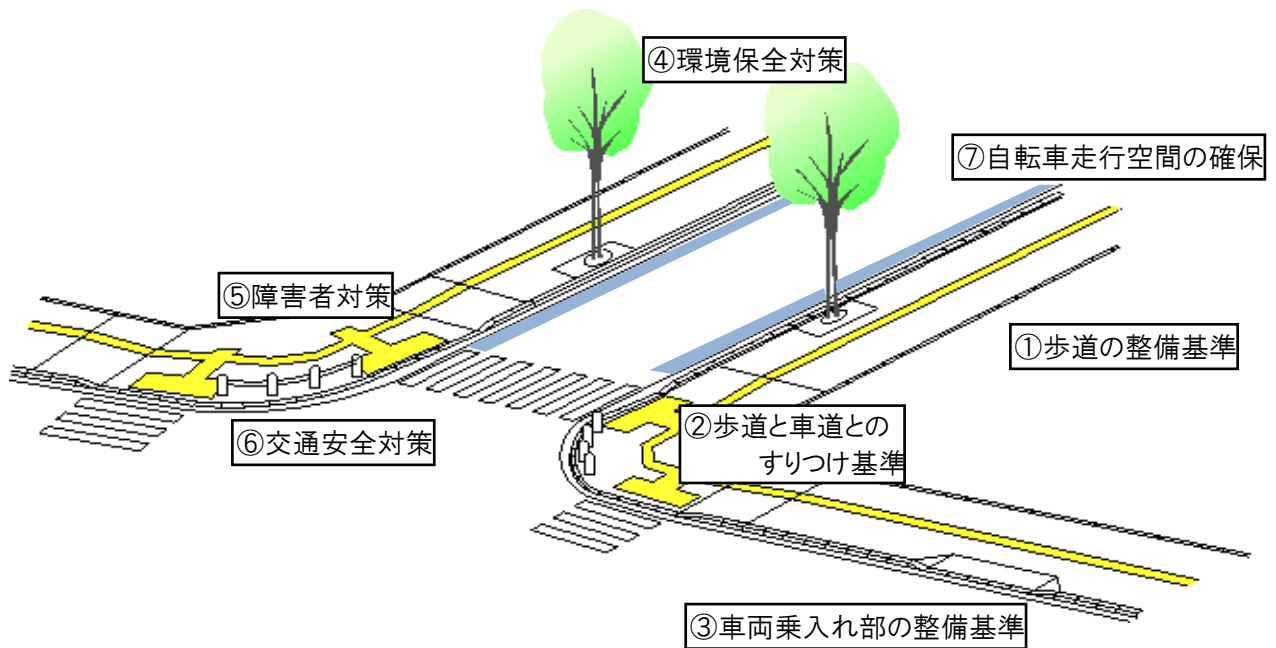 ④環境保全対策
⑦自転車走行空間の確保
⑤障害者対策
①歩道の整備基準
②歩道と車道との
すりつけ基準
⑥交通安全対策
③車両乗入れ部の整備基準